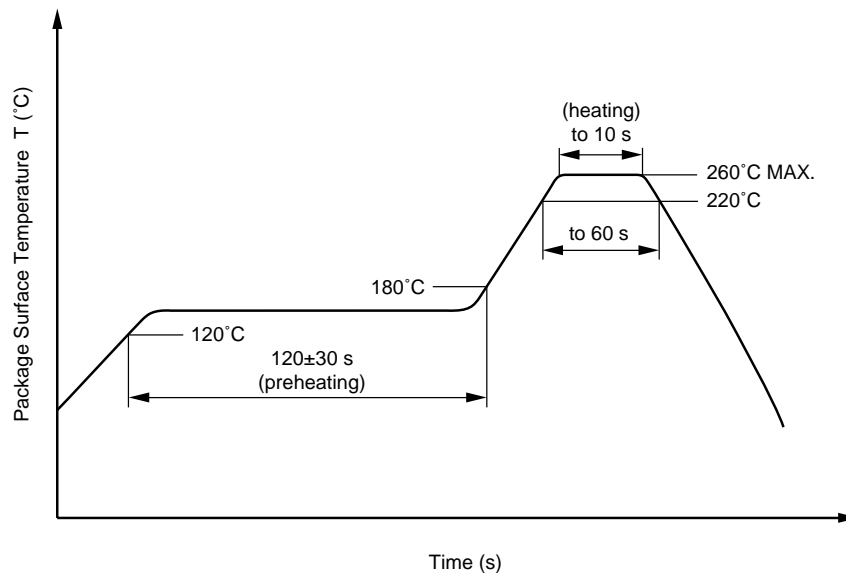 Package Surface Temperature T (˚C)
(heating)
to 10 s
260˚C MAX.
220˚C
to 60 s
180˚C
120˚C
120±30 s
(preheating)
Time (s)